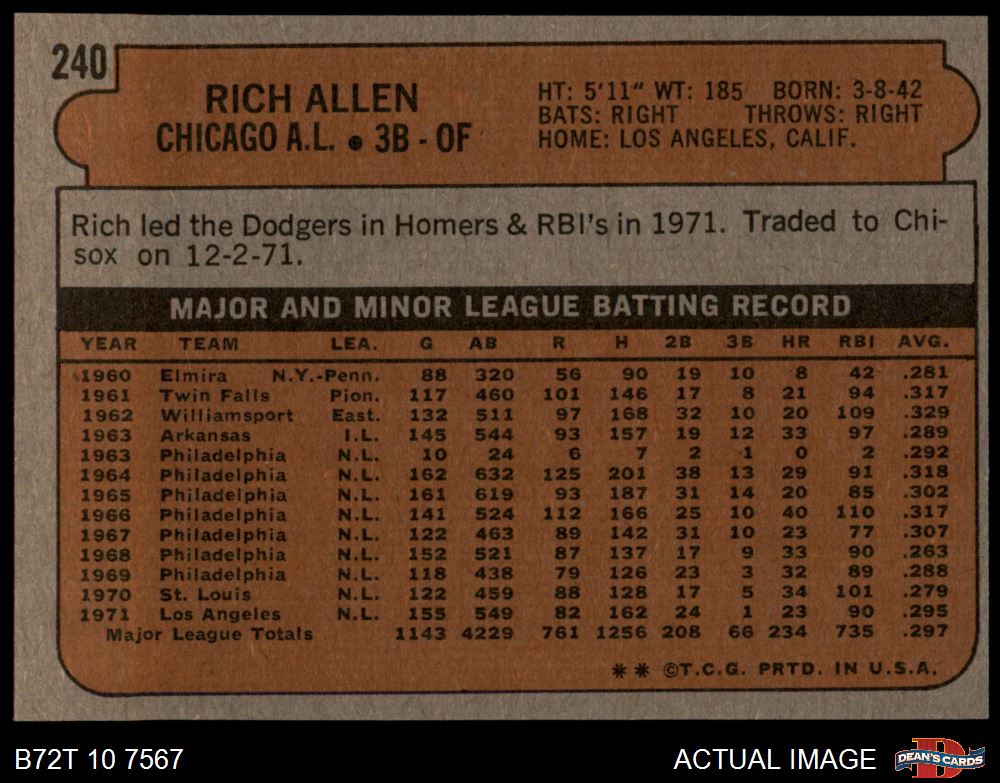 240
RICH ALLEN
CHICAGO A.L. • 3B - OF
HT: 5'11" WT: 185 BORN: 3-8-42
BATS: RIGHT THROWS: RIGHT
HOME: LOS ANGELES, CALIF.
Rich led the Dodgers in Homers & RBI's in 1971. Traded to Chi-
sox on 12-2-71.
MAJOR AND MINOR LEAGUE BATTING RECORD
YEAR TEAM LEA. G AB R H 2B 3B HR RBI AVG.
1960 Elmira N.Y.-Penn. 88 320 56 90 19 10 8 42 .281
1961 Twin Falls Pion. 117 460 101 146 17 8 21 94 .317
1962 Williamsport East. 132 511 97 168 32 10 20 109 .329
1963 Arkansas I.L. 145 544 93 157 19 12 33 97 .289
1963 Philadelphia N.L. 10 24 6 7 2 1 0 2 .292
1964 Philadelphia N.L. 162 632 125 201 38 13 29 91 .318
1965 Philadelphia N.L. 161 619 93 187 31 14 20 85 .302
1966 Philadelphia N.L. 141 524 112 166 25 10 40 110 .317
1967 Philadelphia N.L. 122 463 89 142 31 10 23 77 .307
1968 Philadelphia N.L. 152 521 87 137 17 9 33 90 .263
1969 Philadelphia N.L. 118 438 79 126 23 3 32 89 .288
1970 St. Louis N.L. 122 459 88 128 17 5 34 101 .279
1971 Los Angeles N.L. 155 549 82 162 24 1 23 90 .295
Major League Totals 1143 4229 761 1256 208 66 234 735 .297
** ©T.C.G. PRTD. IN U.S.A.
B72T 10 7567
ACTUAL IMAGE
D
DEAN'S CARDS